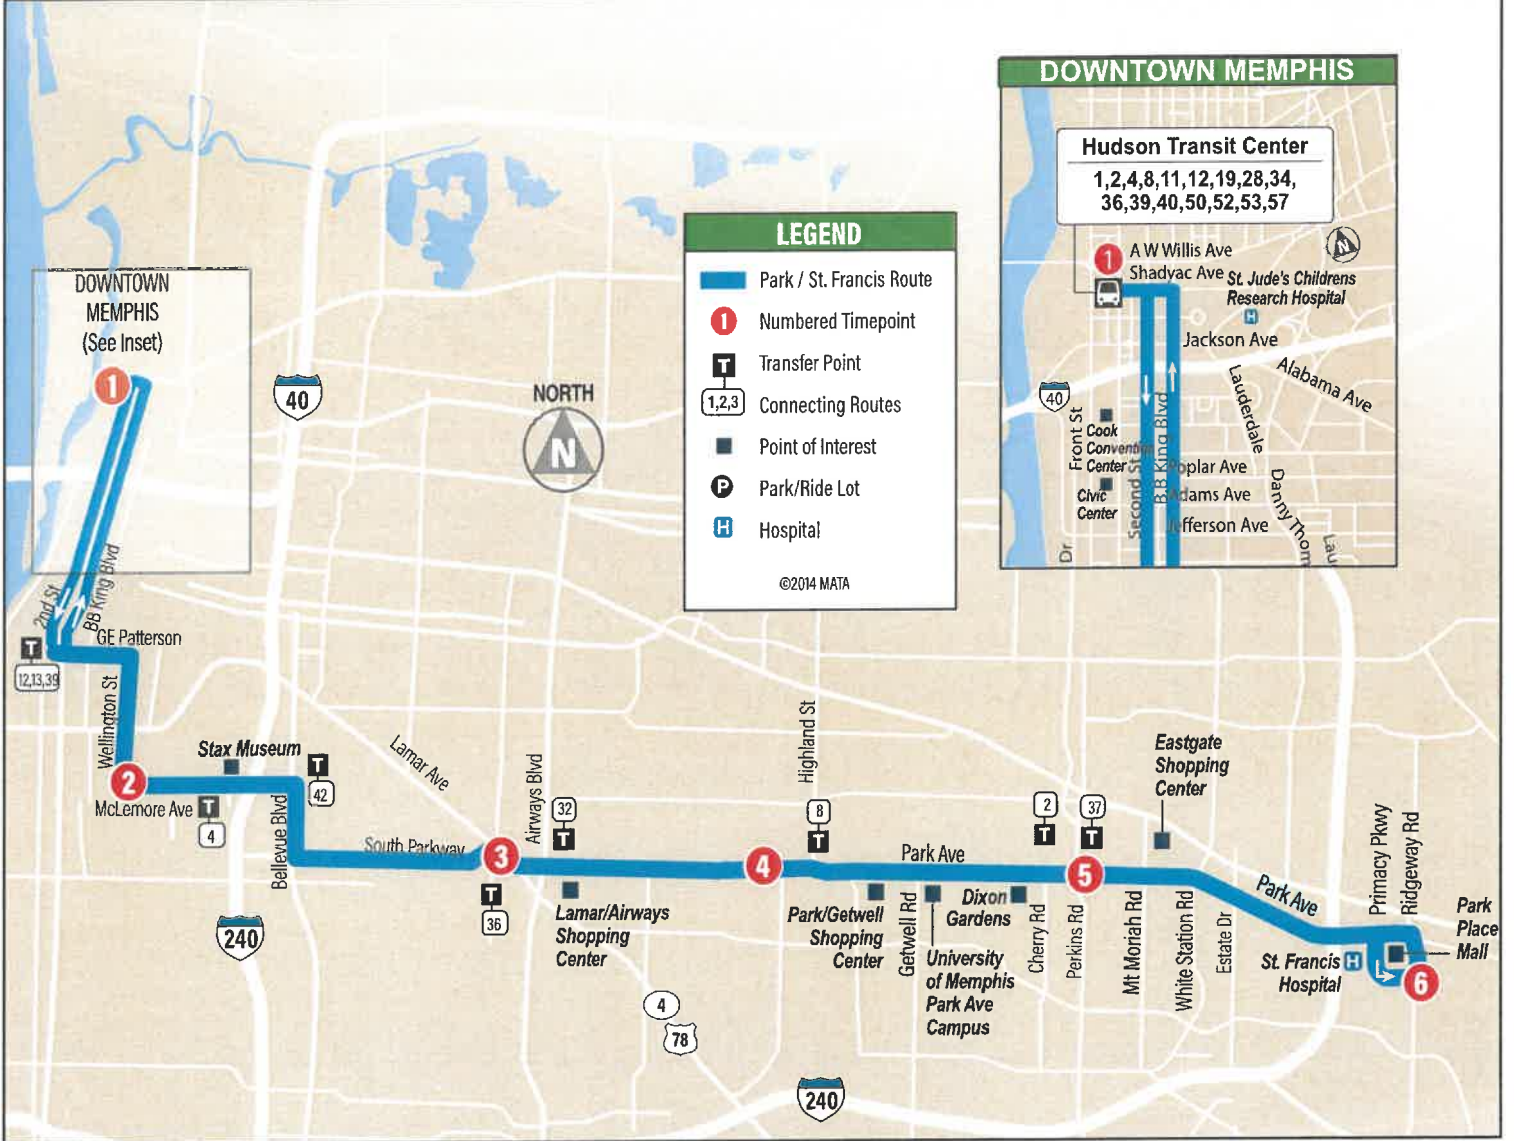 DOWNTOWN MEMPHIS
Hudson Transit Center
1,2,4,8,11,12,19,28,34,
36,39,40,50,52,53,57
1
A W Willis Ave
Shadyac Ave
St. Jude's Childrens
Research Hospital
H
N
Jackson Ave
Alabama Ave
Lauderdale
40
Front St
Cook
Convention
Center
Civic
Center
Second St
B B King Blvd
Poplar Ave
Adams Ave
Jefferson Ave
Danny Thom
Lau
Dr
LEGEND
Park / St. Francis Route
1 Numbered Timepoint
T Transfer Point
1,2,3 Connecting Routes
Point of Interest
P Park/Ride Lot
H Hospital
©2014 MATA
DOWNTOWN
MEMPHIS
(See Inset)
1
40
NORTH
N
2nd St
BB King Blvd
GE Patterson
T
12,13,39
Wellington St
2
Stax Museum
McLemore Ave
T
4
T
42
Bellevue Blvd
Lamar Ave
South Parkway
3
T
36
Airways Blvd
32
T
Lamar/Airways
Shopping
Center
4
Highland St
8
T
Park Ave
Park/Getwell
Shopping
Center
Getwell Rd
University
of Memphis
Park Ave
Campus
Dixon
Gardens
2
T
Cherry Rd
37
T
5
Perkins Rd
Mt Moriah Rd
Eastgate
Shopping
Center
White Station Rd
Estate Dr
Park Ave
St. Francis
Hospital
H
Primacy Pkwy
Ridgeway Rd
Park
Place
Mall
6
240
4
78
240